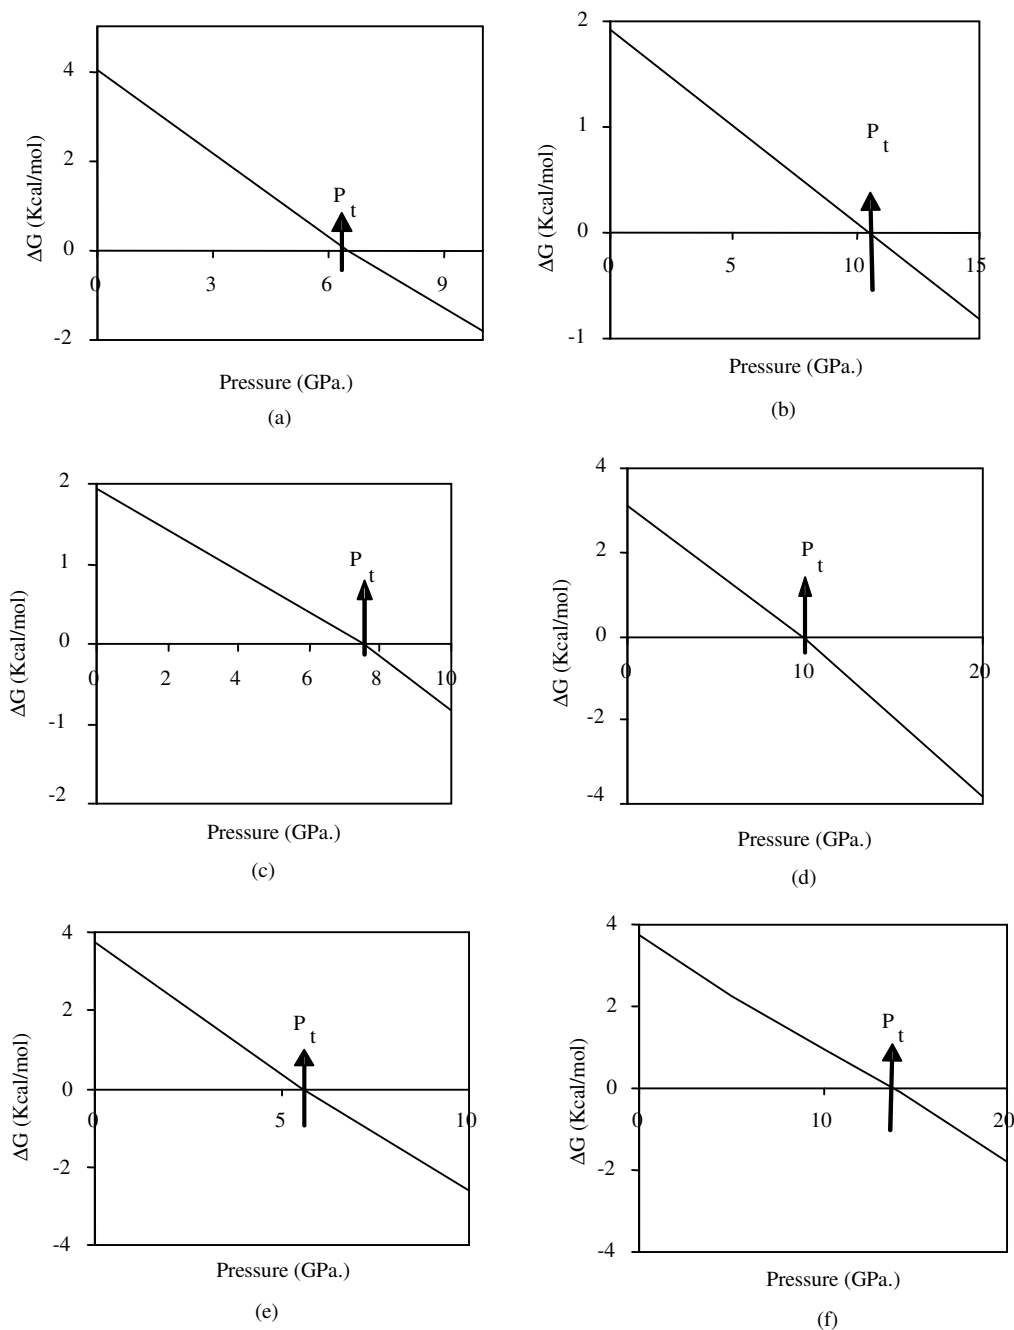 4
2
0
-2
ΔG (Kcal/mol)
P t
0 3 6 9
Pressure (GPa.)
(a)
2
1
0
-1
ΔG (Kcal/mol)
P t
0 5 10 15
Pressure (GPa.)
(b)
2
1
0
-1
-2
ΔG (Kcal/mol)
P t
0 2 4 6 8 10
Pressure (GPa.)
(c)
4
2
0
-2
-4
ΔG (Kcal/mol)
P t
0 10 20
Pressure (GPa.)
(d)
4
2
0
-2
-4
ΔG (Kcal/mol)
P t
0 5 10
Pressure (GPa.)
(e)
4
2
0
-2
-4
ΔG (Kcal/mol)
P t
0 10 20
Pressure (GPa.)
(f)